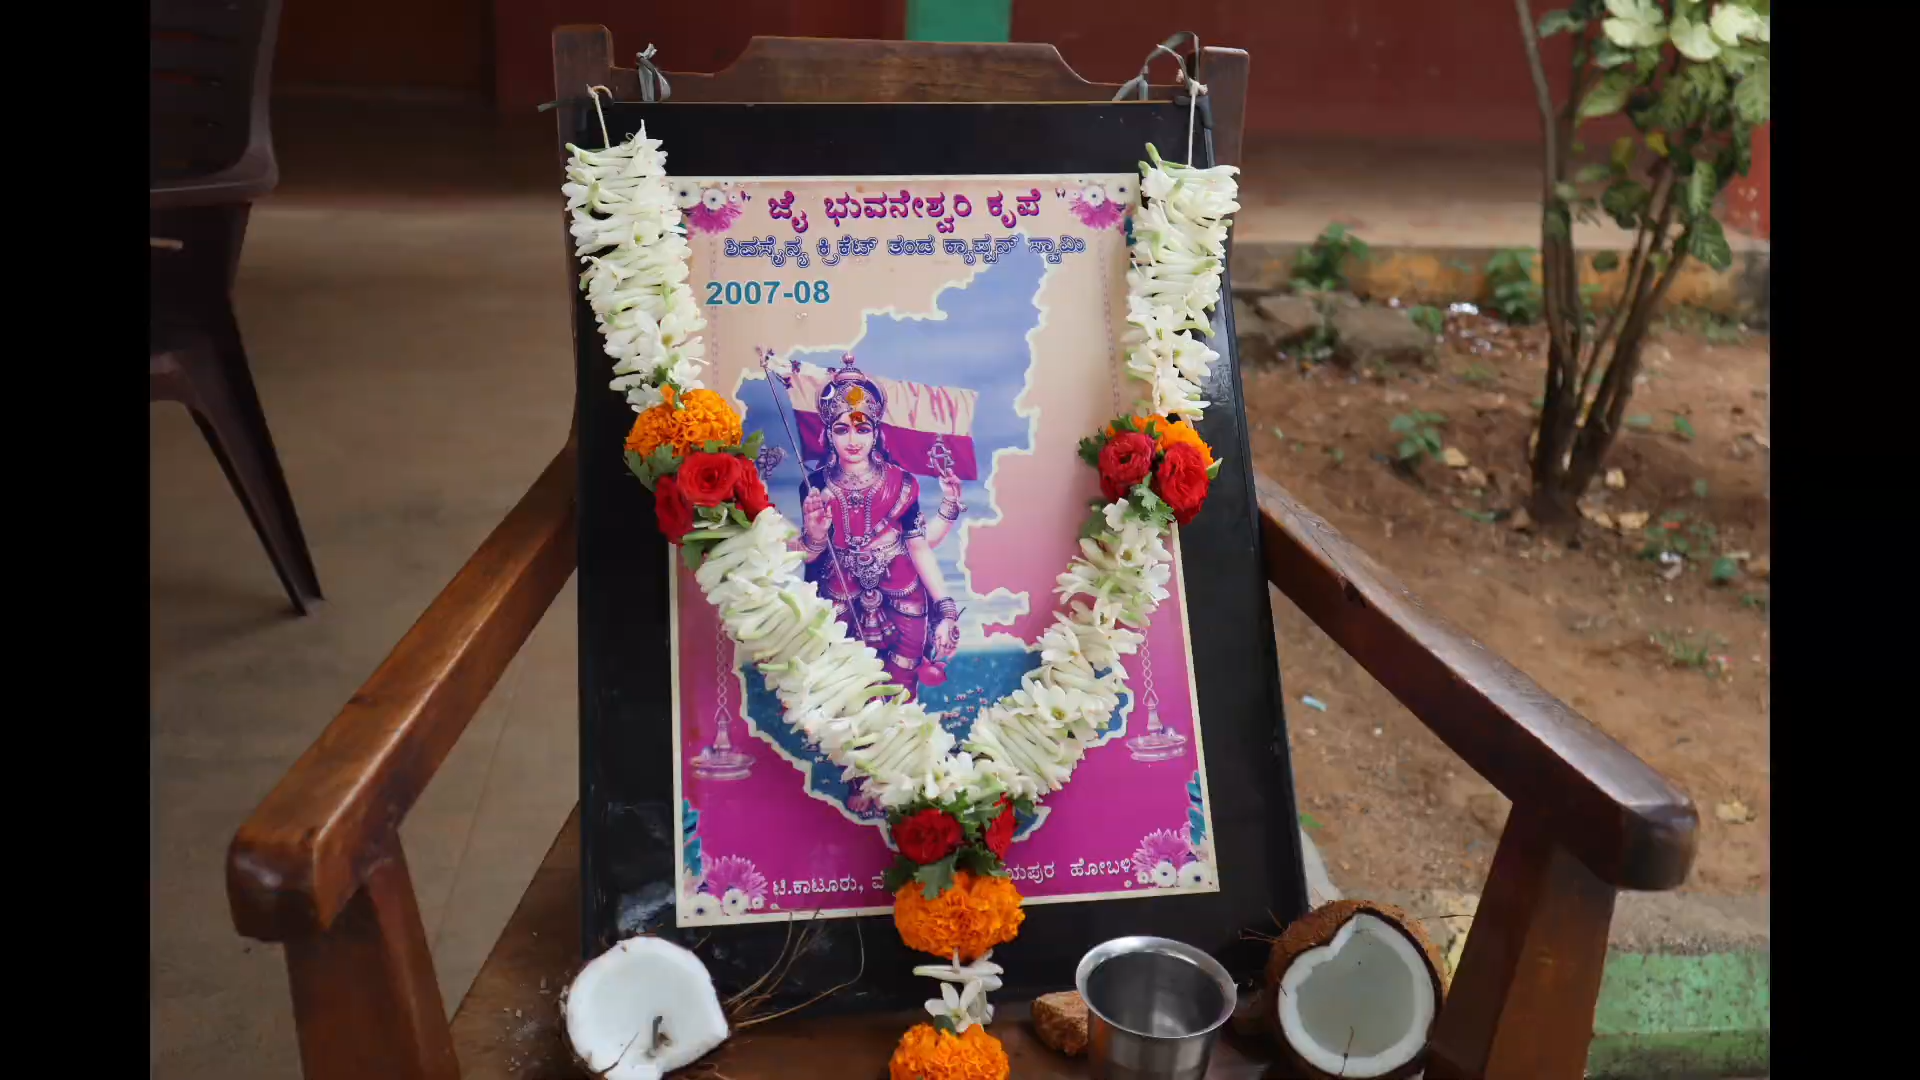 " ಜೈ ಭುವನೇಶ್ವರಿ ಕೃಪೆ "
ಶಿವಸೈನ್ಯ ಕ್ರಿಕೆಟ್ ತಂಡ ಕ್ಯಾಪ್ಟನ್ ಸ್ವಾಮಿ
2007-08
ಟಿ.ಕಾಟೂರು, ಹೋಬಳಿ